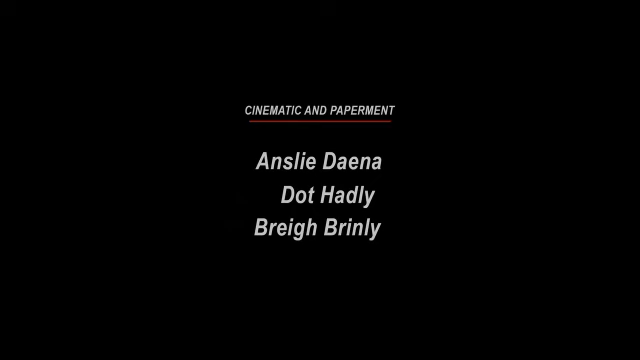 CINEMATIC AND PAPERMENT
Anslie Daena
Dot Hadly
Breigh Brinly